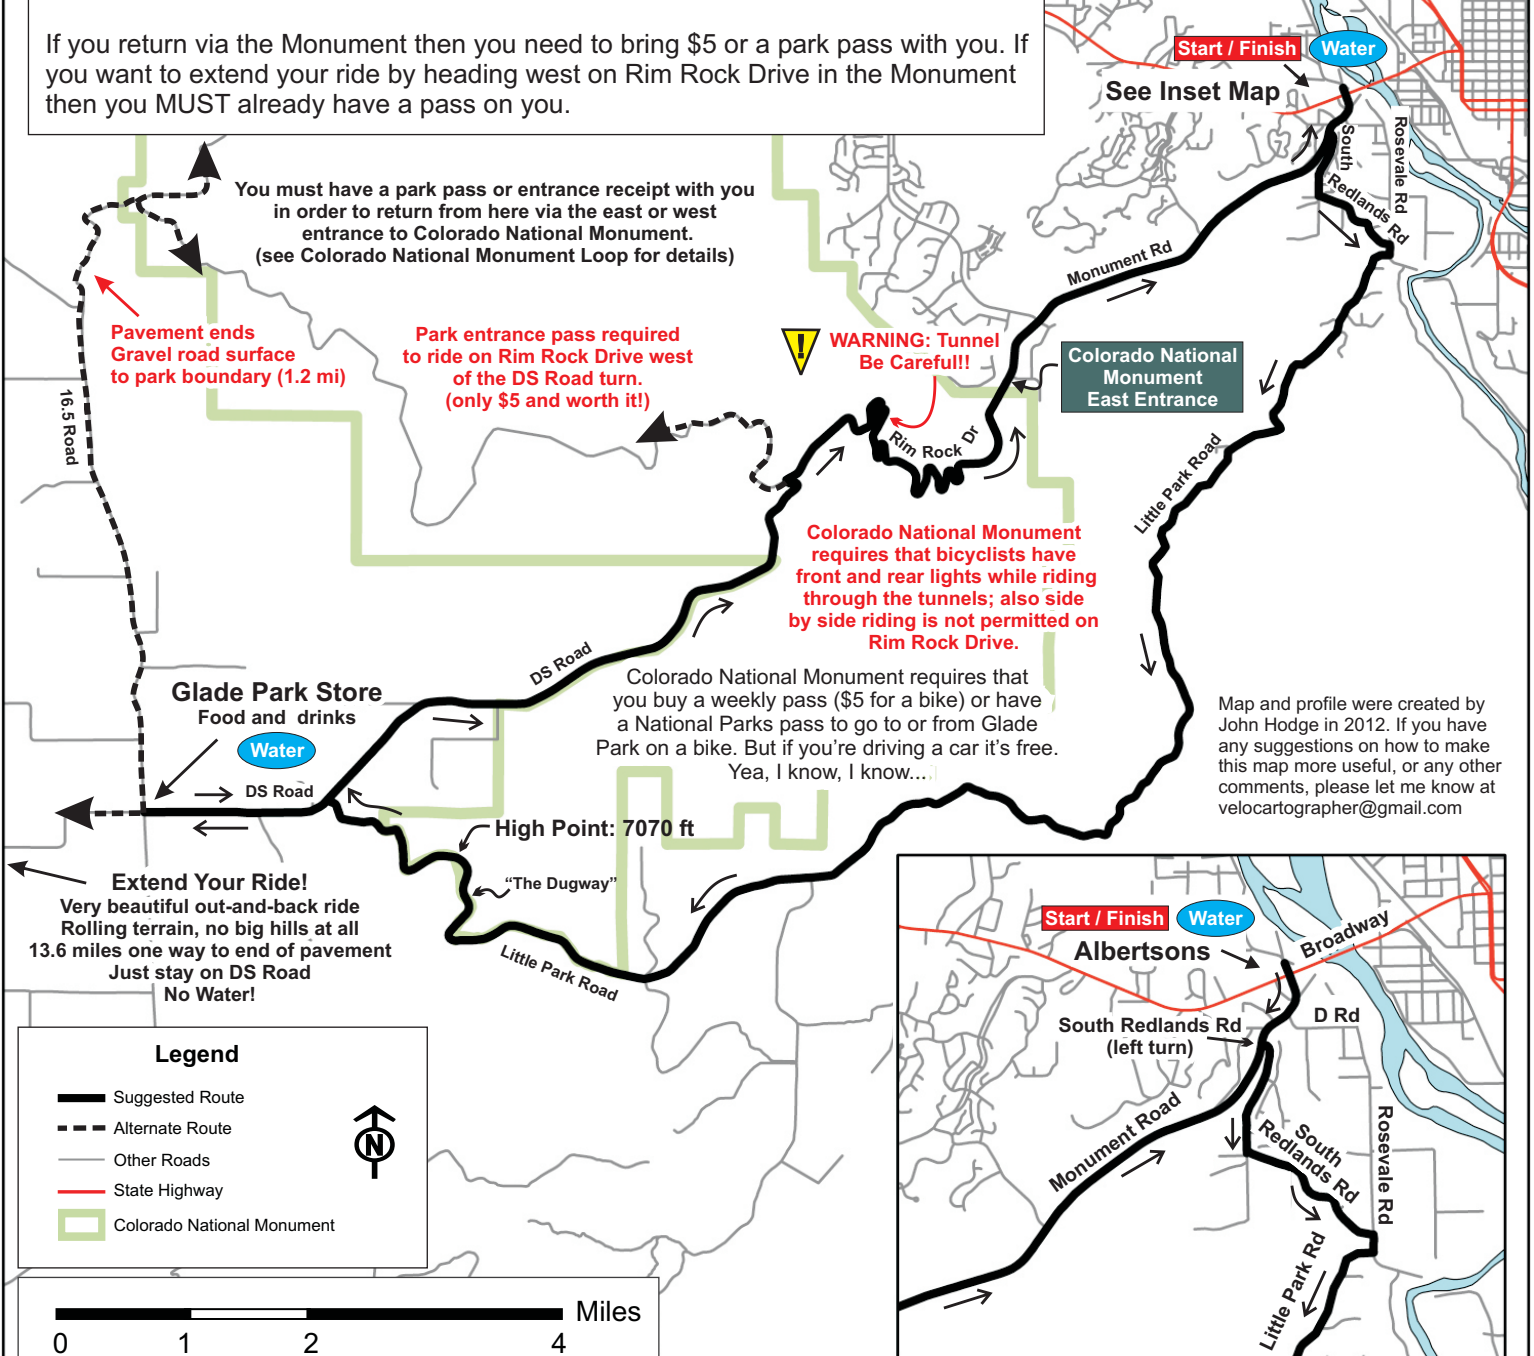 If you return via the Monument then you need to bring $5 or a park pass with you. If
you want to extend your ride by heading west on Rim Rock Drive in the Monument
then you MUST already have a pass on you.
Start / Finish
Water
See Inset Map
South
Redlands
Rd
Rosevale Rd
You must have a park pass or entrance receipt with you
in order to return from here via the east or west
entrance to Colorado National Monument.
(see Colorado National Monument Loop for details)
Monument Rd
Pavement ends
Gravel road surface
to park boundary (1.2 mi)
Park entrance pass required
to ride on Rim Rock Drive west
of the DS Road turn.
(only $5 and worth it!)
!
WARNING: Tunnel
Be Careful!!
Colorado National
Monument
East Entrance
16.5 Road
Rim Rock Dr
Little Park Road
Colorado National Monument
requires that bicyclists have
front and rear lights while riding
through the tunnels; also side
by side riding is not permitted on
Rim Rock Drive.
DS Road
Colorado National Monument requires that
you buy a weekly pass ($5 for a bike) or have
a National Parks pass to go to or from Glade
Park on a bike. But if you’re driving a car it’s free.
Yea, I know, I know...
Glade Park Store
Food and drinks
Water
DS Road
Map and profile were created by
John Hodge in 2012. If you have
any suggestions on how to make
this map more useful, or any other
comments, please let me know at
velocartographer@gmail.com
High Point: 7070 ft
“The Dugway”
Little Park Road
Extend Your Ride!
Very beautiful out-and-back ride
Rolling terrain, no big hills at all
13.6 miles one way to end of pavement
Just stay on DS Road
No Water!
Legend
Suggested Route
Alternate Route
Other Roads
State Highway
Colorado National Monument
N
Miles
0 1 2 4
Start / Finish
Water
Albertsons
Broadway
South Redlands Rd
(left turn)
D Rd
Monument Road
South
Redlands Rd
Rosevale Rd
Little Park Rd